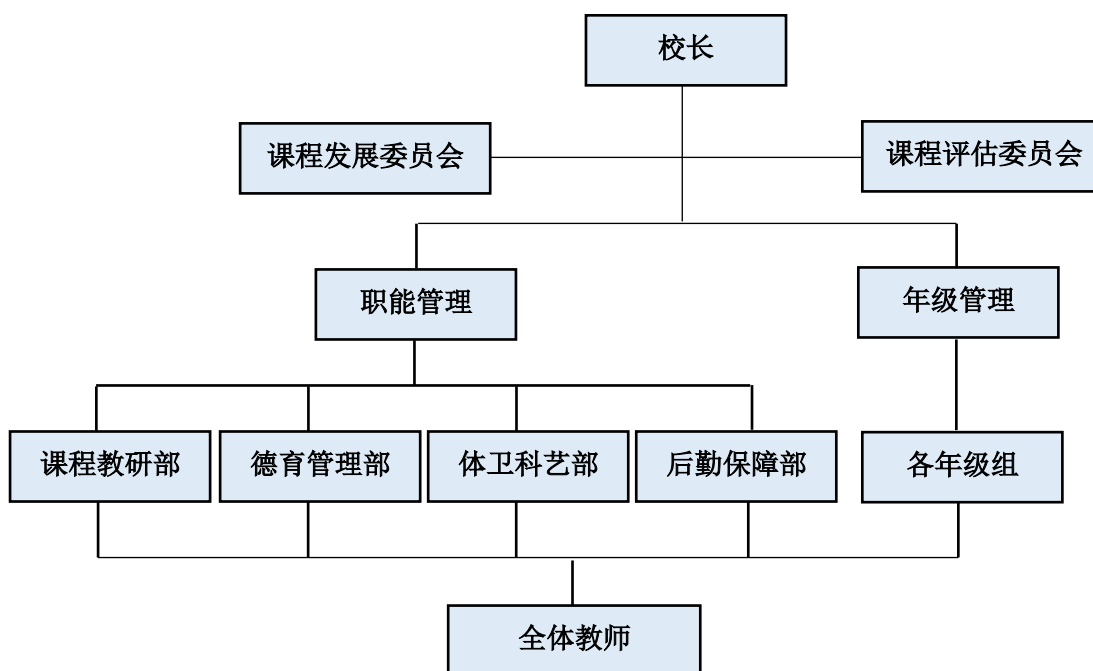 校长
课程发展委员会
课程评估委员会
职能管理
年级管理
课程教研部
德育管理部
体卫科艺部
后勤保障部
各年级组
全体教师